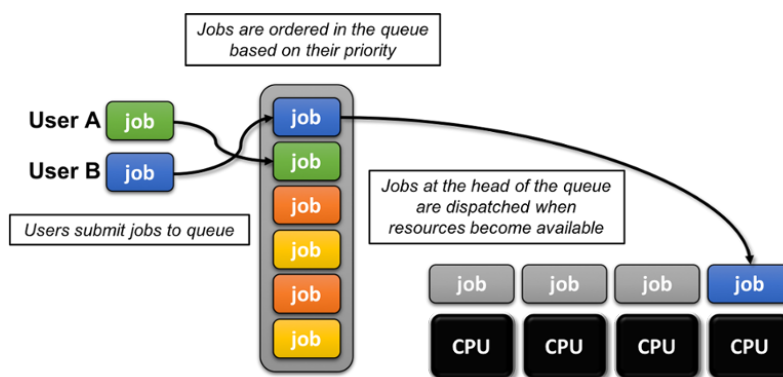 Jobs are ordered in the queue
based on their priority
User A
job
User B
job
Users submit jobs to queue
job
job
job
job
job
job
Jobs at the head of the queue
are dispatched when
resources become available
job
job
job
job
CPU
CPU
CPU
CPU